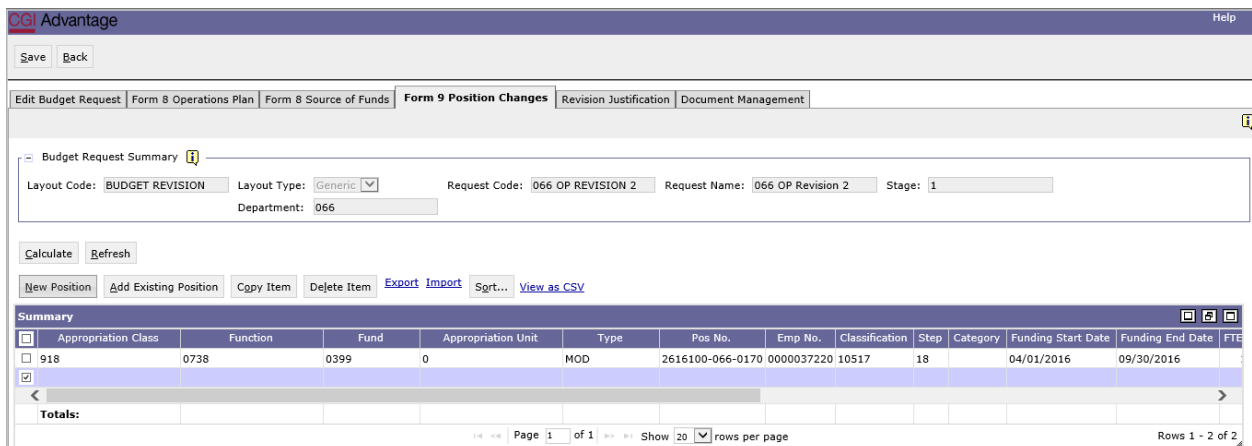 CGI Advantage Help
Save Back
Edit Budget Request Form 8 Operations Plan Form 8 Source of Funds Form 9 Position Changes Revision Justification Document Management
Budget Request Summary
Layout Code: BUDGET REVISION Layout Type: Generic Request Code: 066 OP REVISION 2 Request Name: 066 OP Revision 2 Stage: 1
Department: 066
Calculate Refresh
New Position Add Existing Position Copy Item Delete Item Export Import Sort... View as CSV
Summary
Appropriation Class Function Fund Appropriation Unit Type Pos No. Emp No. Classification Step Category Funding Start Date Funding End Date FTE
918 0738 0399 0 MOD 2616100-066-0170 0000037220 10517 18 04/01/2016 09/30/2016
Totals:
Page 1 of 1 Show 20 rows per page Rows 1 - 2 of 2